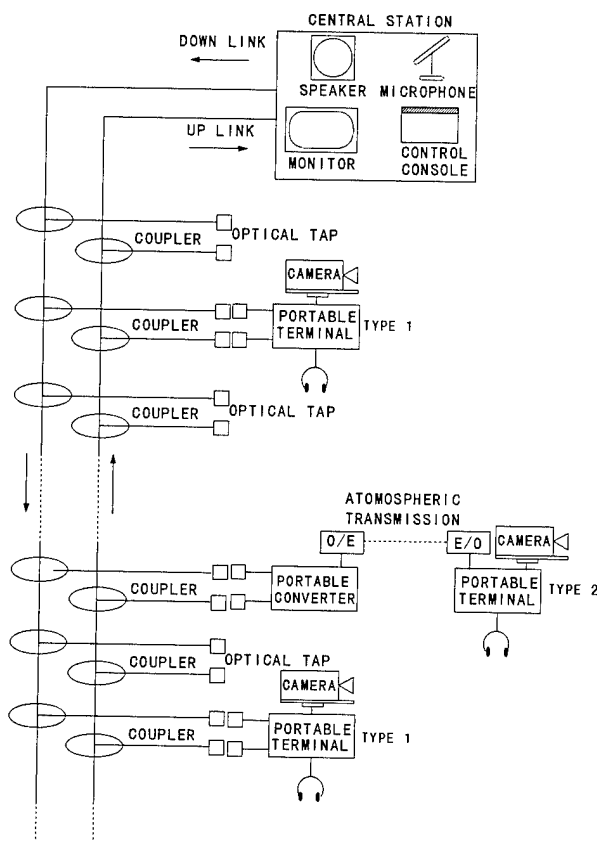 CENTRAL STATION
DOWN LINK
SPEAKER
MICROPHONE
UP LINK
MONITOR
CONTROL
CONSOLE
COUPLER
OPTICAL TAP
CAMERA
COUPLER
PORTABLE
TERMINAL
TYPE 1
COUPLER
OPTICAL TAP
ATOMOSPHERIC
TRANSMISSION
O/E
E/O
CAMERA
COUPLER
PORTABLE
CONVERTER
PORTABLE
TERMINAL
TYPE 2
COUPLER
OPTICAL TAP
CAMERA
COUPLER
PORTABLE
TERMINAL
TYPE 1